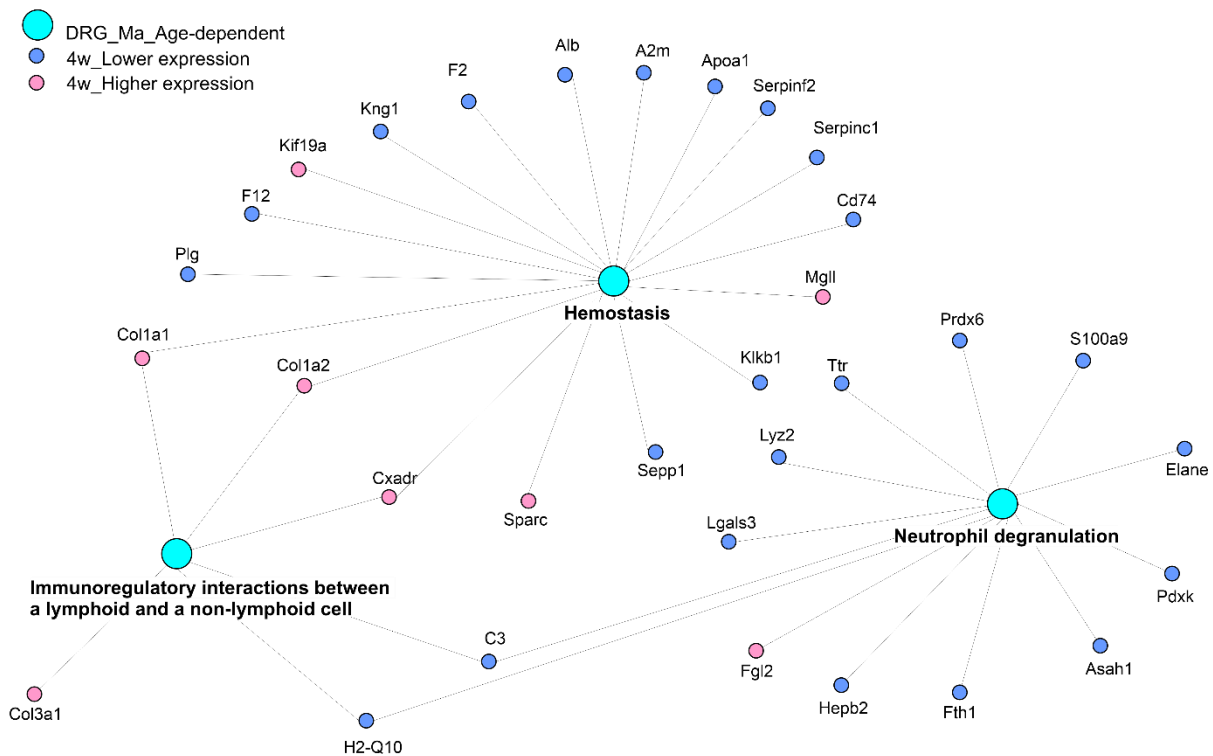 DRG_Ma_Age-dependent
4w_Lower expression
4w_Higher expression
Alb
A2m
Apoa1
F2
Serpinf2
Kng1
Serpinc1
Kif19a
Cd74
F12
Plg
Mgll
Hemostasis
Prdx6
S100a9
Col1a1
Col1a2
Klkb1
Ttr
Lyz2
Sepp1
Elane
Cxadr
Sparc
Lgals3
Neutrophil degranulation
Immunoregulatory interactions between
a lymphoid and a non-lymphoid cell
Pdxk
C3
Fgl2
Asah1
Hepb2
Fth1
Col3a1
H2-Q10